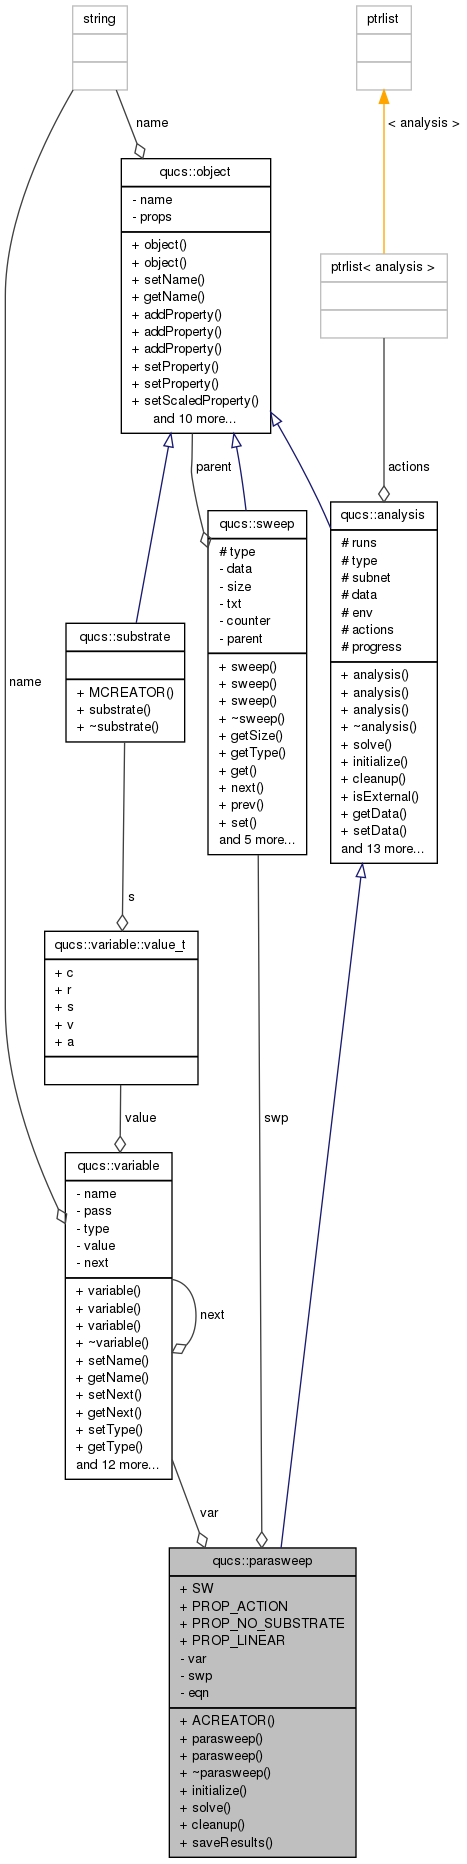 string
ptrlist
name
< analysis >
qucs::object
- name
- props
+ object()
+ object()
+ setName()
+ getName()
+ addProperty()
+ addProperty()
+ addProperty()
+ setProperty()
+ setProperty()
+ setScaledProperty()
and 10 more...
ptrlist< analysis >
parent
actions
qucs::sweep
# type
- data
- size
- txt
- counter
- parent
+ sweep()
+ sweep()
+ sweep()
+ ~sweep()
+ getSize()
+ getType()
+ get()
+ next()
+ prev()
+ set()
and 5 more...
qucs::analysis
# runs
# type
# subnet
# data
# env
# actions
# progress
+ analysis()
+ analysis()
+ analysis()
+ ~analysis()
+ solve()
+ initialize()
+ cleanup()
+ isExternal()
+ getData()
+ setData()
and 13 more...
qucs::substrate
+ MCREATOR()
+ substrate()
+ ~substrate()
name
s
qucs::variable::value_t
+ c
+ r
+ s
+ v
+ a
value
swp
qucs::variable
- name
- pass
- type
- value
- next
+ variable()
+ variable()
+ variable()
+ ~variable()
+ setName()
+ getName()
+ setNext()
+ getNext()
+ setType()
+ getType()
and 12 more...
next
var
qucs::parasweep
+ SW
+ PROP_ACTION
+ PROP_NO_SUBSTRATE
+ PROP_LINEAR
- var
- swp
- eqn
+ ACREATOR()
+ parasweep()
+ parasweep()
+ ~parasweep()
+ initialize()
+ solve()
+ cleanup()
+ saveResults()